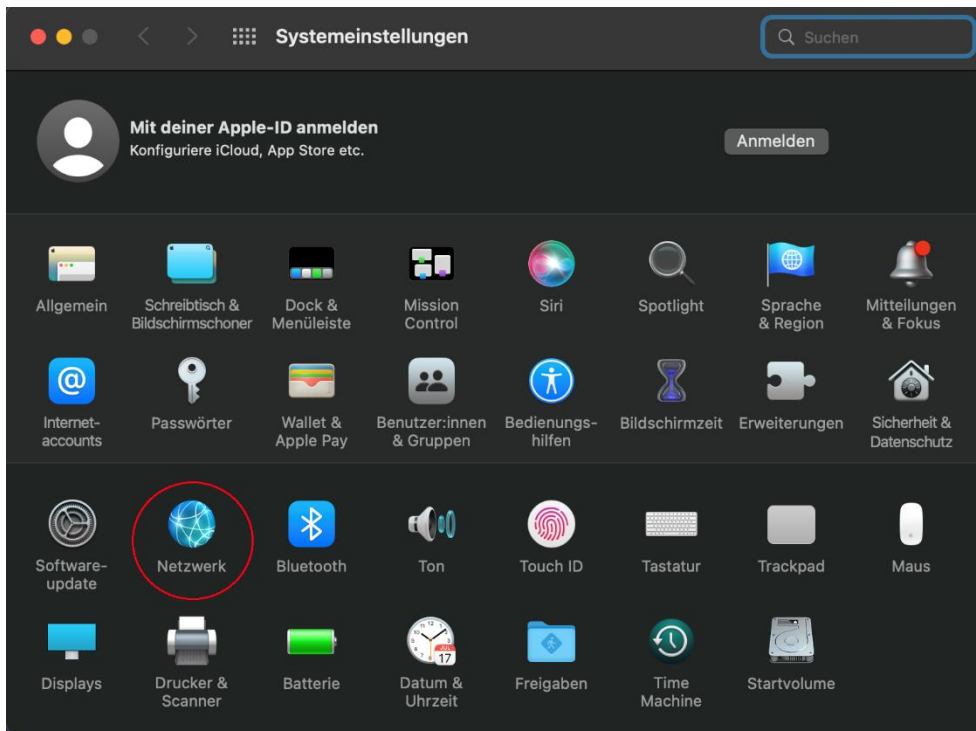 Systemeinstellungen
Suchen
Mit deiner Apple-ID anmelden
Konfiguriere iCloud, App Store etc.
Anmelden
Allgemein
Schreibtisch &
Bildschirmschoner
Dock &
Menüleiste
Mission
Control
Siri
Spotlight
Sprache
& Region
Mitteilungen
& Fokus
Internet-
accounts
Passwörter
Wallet &
Apple Pay
Benutzer:innen
& Gruppen
Bedienungs-
hilfen
Bildschirmzeit
Erweiterungen
Sicherheit &
Datenschutz
Software-
update
Netzwerk
Bluetooth
Ton
Touch ID
Tastatur
Trackpad
Maus
Displays
Drucker &
Scanner
Batterie
JUL
17
Datum &
Uhrzeit
Freigaben
Time
Machine
Startvolume